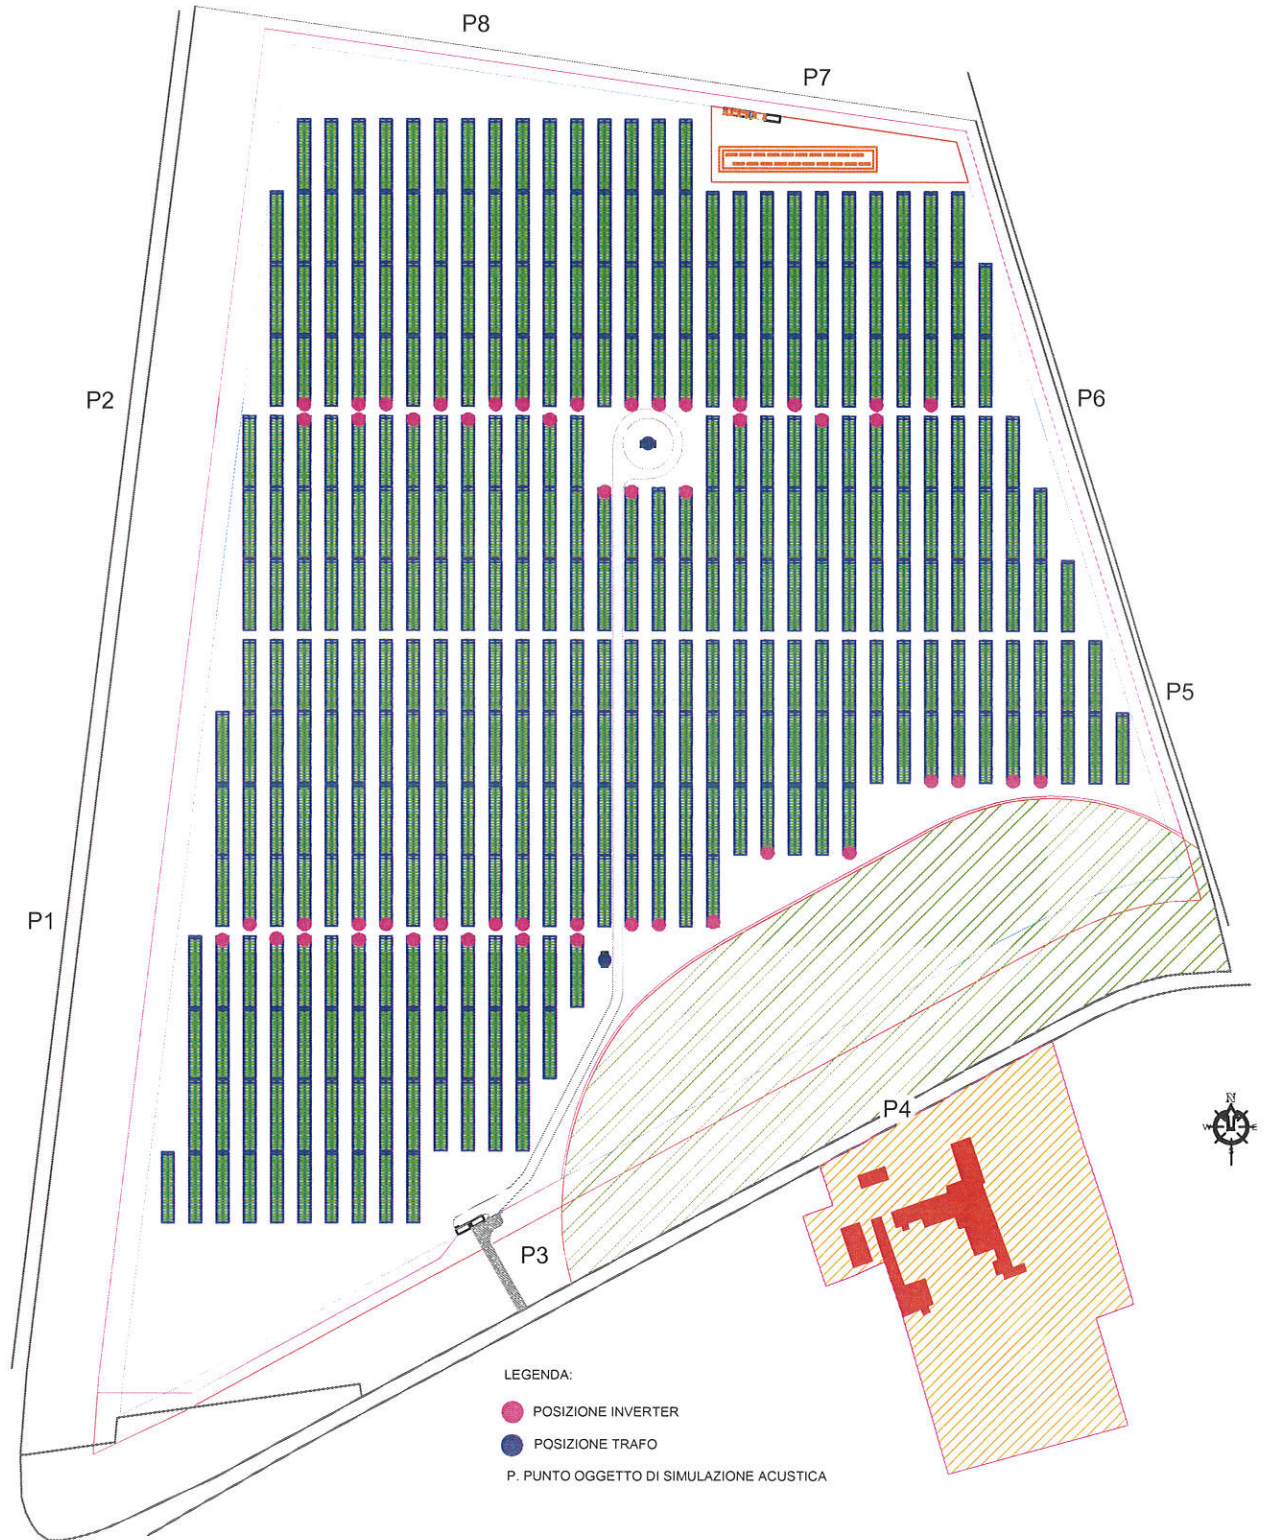 P8
P7
P2
P6
P5
P1
P4
P3
N
W
E
S
LEGENDA:
POSIZIONE INVERTER
POSIZIONE TRAFO
P. PUNTO OGGETTO DI SIMULAZIONE ACUSTICA